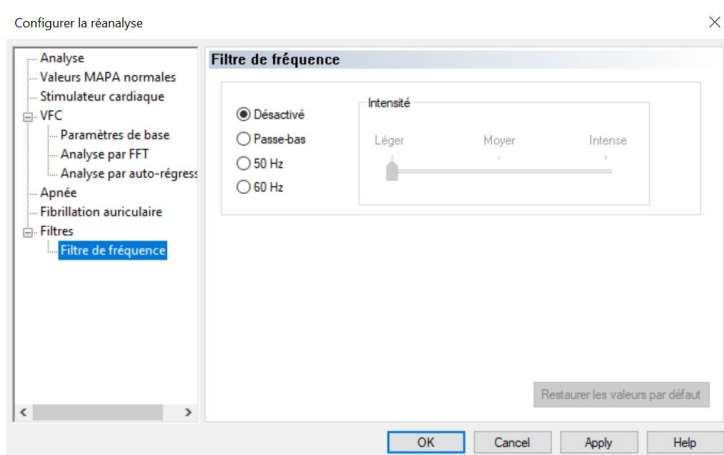 Configurer la réanalyse
Analyse
Valeurs MAPA normales
Stimulateur cardiaque
VFC
Paramètres de base
Analyse par FFT
Analyse par auto-régress
Apnée
Fibrillation auriculaire
Filtres
Filtre de fréquence
Filtre de fréquence
Désactivé
Passe-bas
50 Hz
60 Hz
Intensité
Léger Moyer Intense
Restaurer les valeurs par défaut
OK Cancel Apply Help